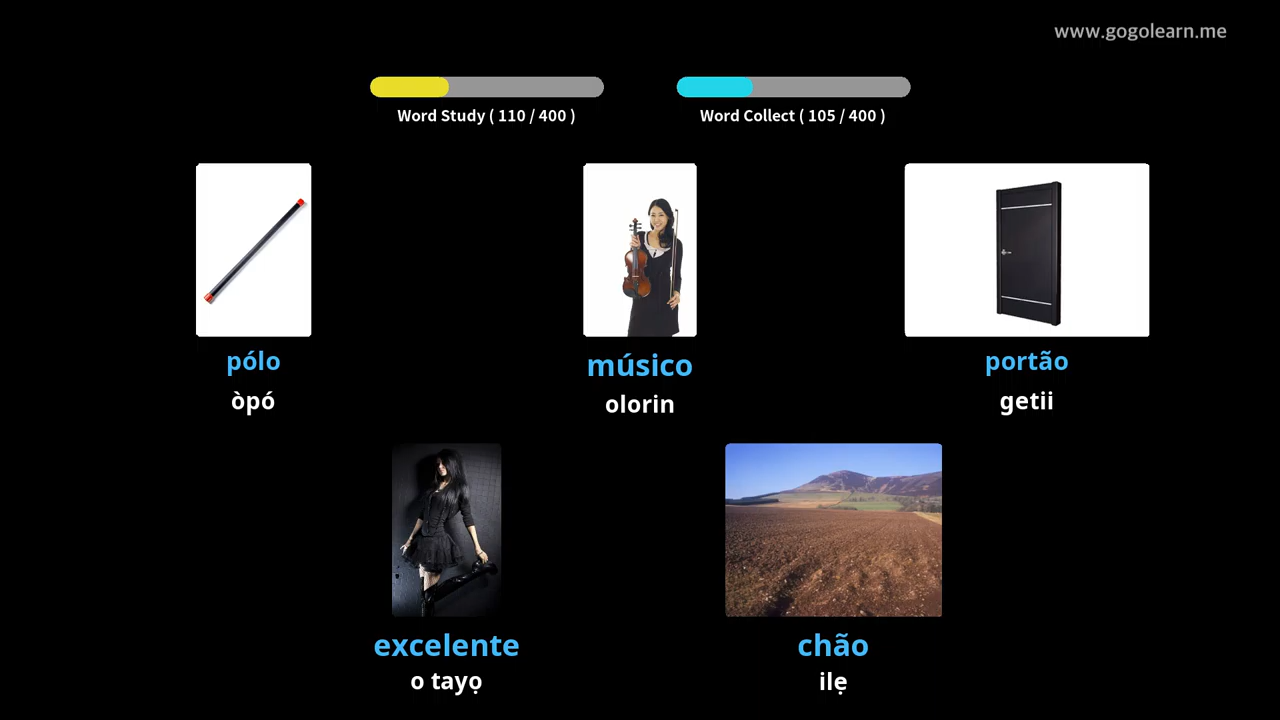 www.gogolearn.me
Word Study ( 110 / 400 )
Word Collect ( 105 / 400 )
pólo
músico
portão
òpó
olorin
getii
excelente
chão
o tayọ
ilẹ